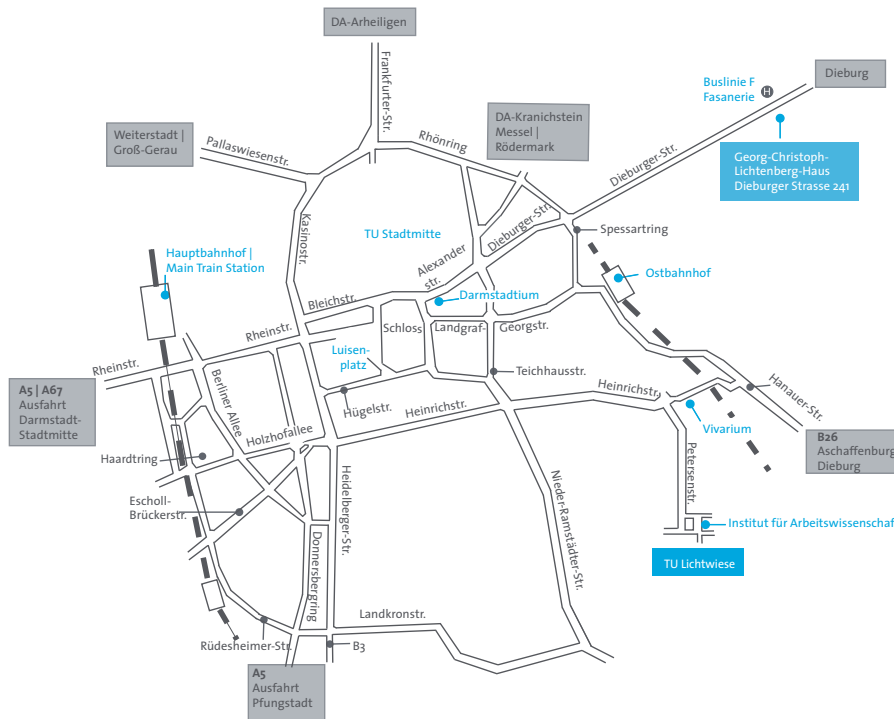 DA-Arheiligen
Frankfurter-Str.
Dieburg
Buslinie F
Fasanerie
H
DA-Kranichstein
Messel |
Rödermark
Weiterstadt |
Groß-Gerau
Pallaswiesenstr.
Rhönring
Dieburger-Str.
Georg-Christoph-
Lichtenberg-Haus
Dieburger Strasse 241
Kasinostr.
TU Stadtmitte
Dieburger-Str.
Spessartring
Hauptbahnhof |
Main Train Station
Alexander
str.
Ostbahnhof
Bleichstr.
Darmstadtium
Rheinstr.
Schloss
Landgraf-
Georgstr.
Luisen-
platz
Rheinstr.
Teichhausstr.
A5 | A67
Ausfahrt
Darmstadt-
Stadtmitte
Berliner Allee
Hügelstr.
Heinrichstr.
Heinrichstr.
Hanauer-Str.
Vivarium
Holzhofallee
Haardtring
B26
Aschaffenburg
Dieburg
Escholl-
Brückerstr.
Heidelberger-Str.
Nieder-Ramstädter-Str.
Petersenstr.
Institut für Arbeitswissenschaf
Donnersbergring
TU Lichtwiese
Landkronstr.
Rüdesheimer-Str.
B3
A5
Ausfahrt
Pfungstadt